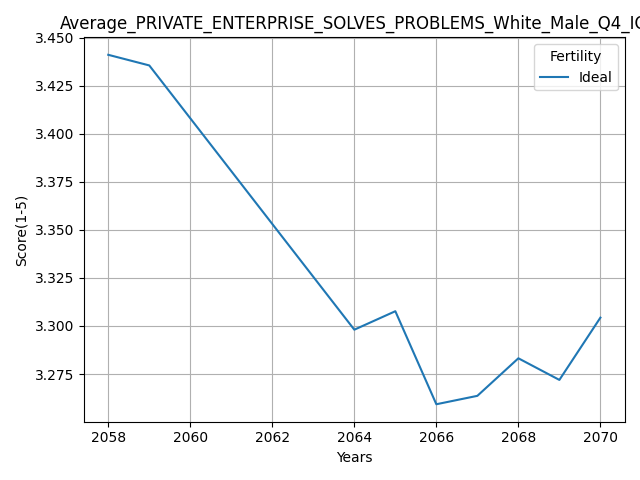 Average_PRIVATE_ENTERPRISE_SOLVES_PROBLEMS_White_Male_Q4_IQ
3.450
3.425
3.400
3.375
3.350
3.325
3.300
3.275
Score(1-5)
Fertility
Ideal
2058 2060 2062 2064 2066 2068 2070
Years